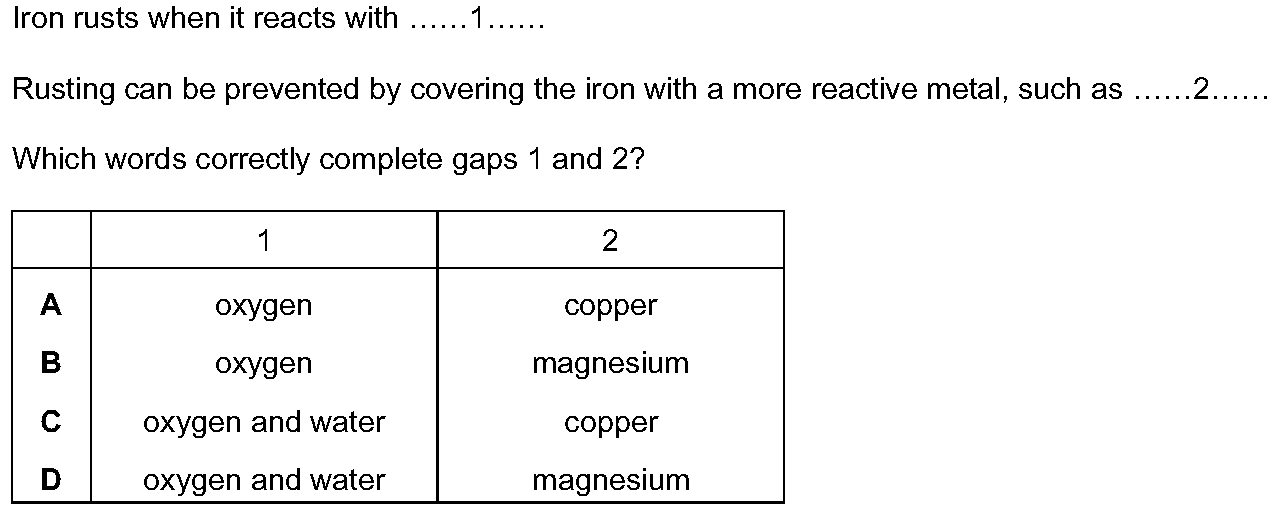 Iron rusts when it reacts with ......1......
Rusting can be prevented by covering the iron with a more reactive metal, such as ......2......
Which words correctly complete gaps 1 and 2?
1 2
A oxygen copper
B oxygen magnesium
C oxygen and water copper
D oxygen and water magnesium